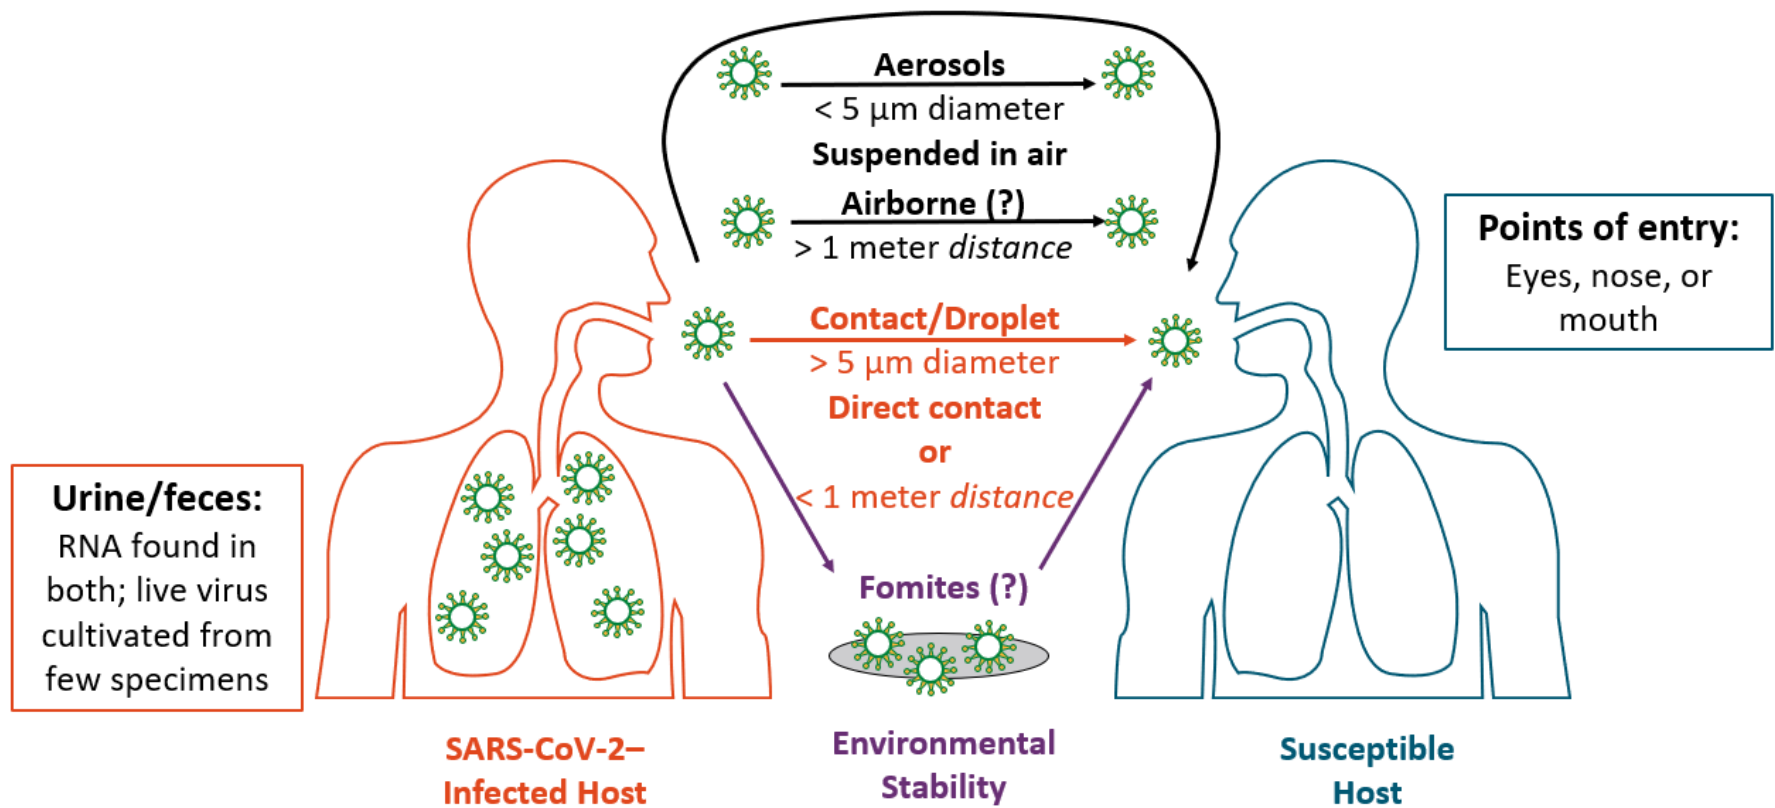 Aerosols
< 5 µm diameter
Suspended in air
Airborne (?)
> 1 meter distance
Contact/Droplet
> 5 µm diameter
Direct contact
or
< 1 meter distance
Fomites (?)
Environmental
Stability
Urine/feces:
RNA found in
both; live virus
cultivated from
few specimens
SARS-CoV-2–
Infected Host
Points of entry:
Eyes, nose, or
mouth
Susceptible
Host